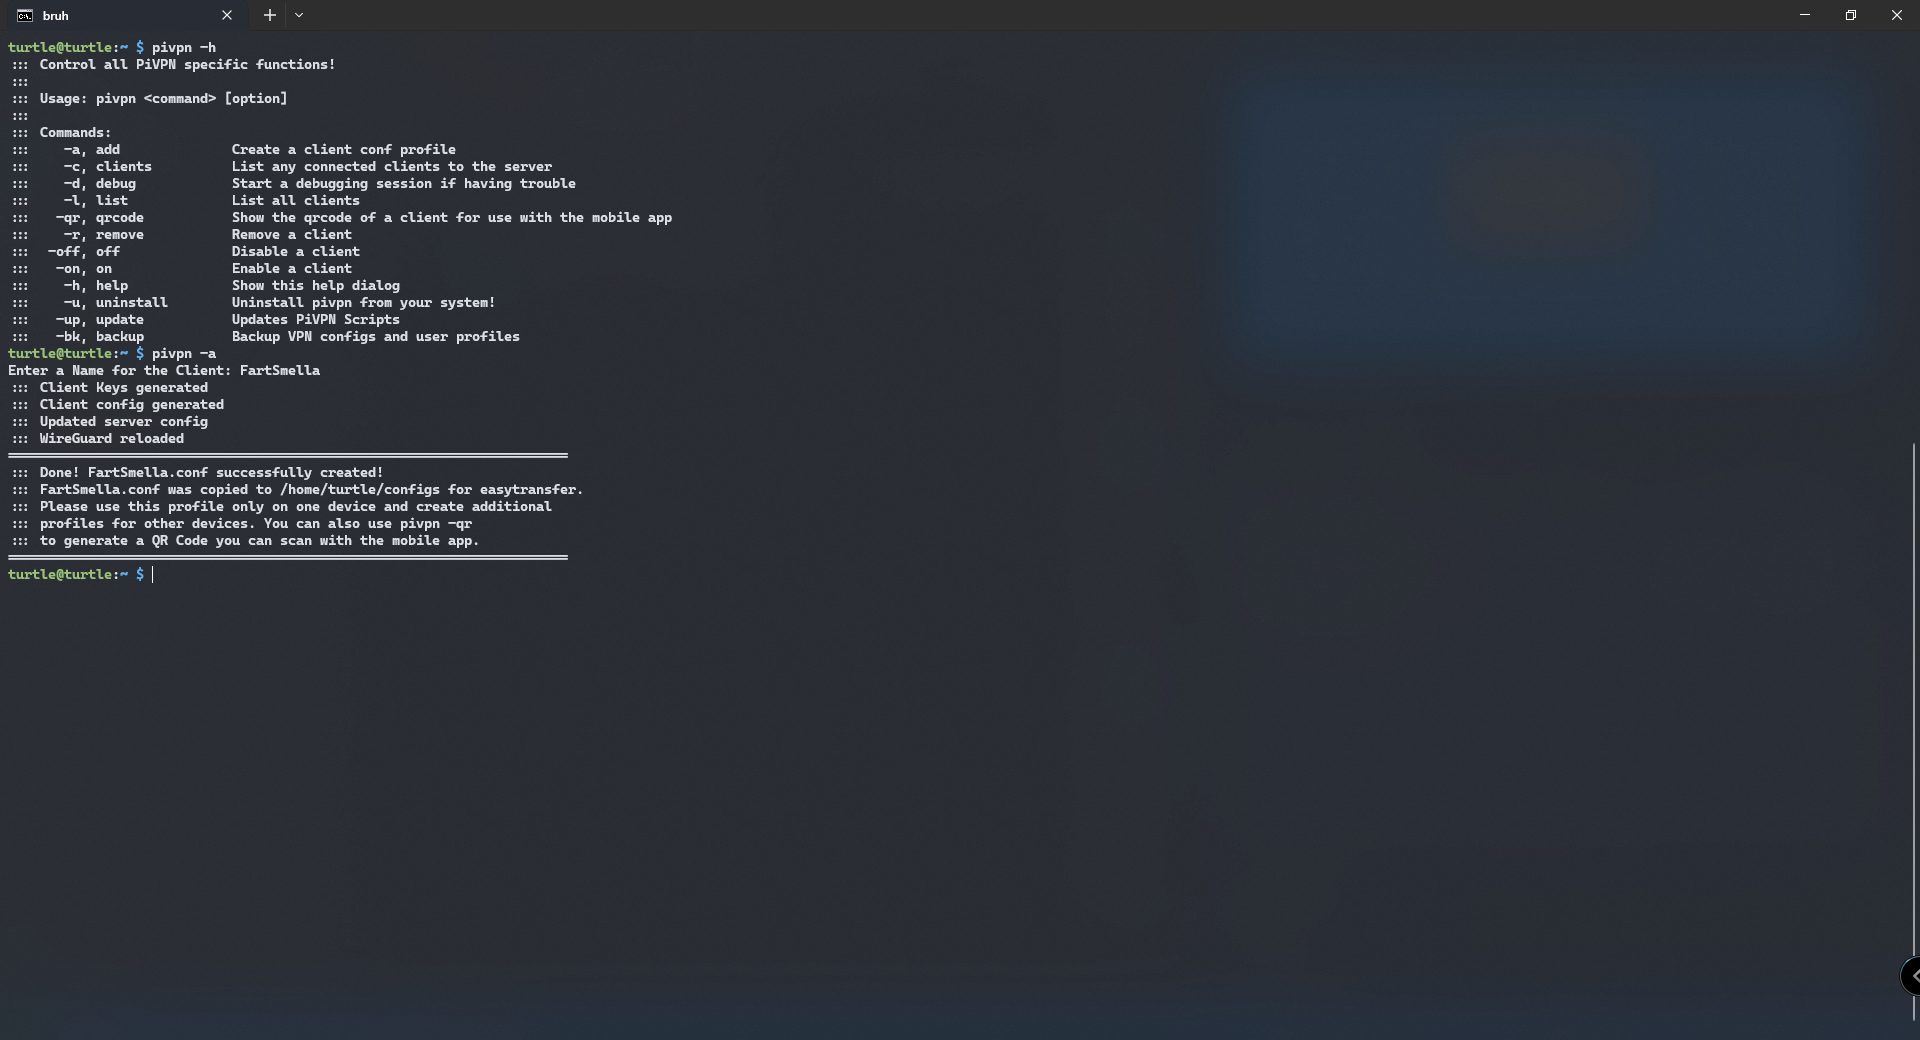 bruh
turtle@turtle:~ $ pivpn -h
::: Control all PiVPN specific functions!
:::
::: Usage: pivpn <command> [option]
:::
::: Commands:
:::    -a, add              Create a client conf profile
:::    -c, clients          List any connected clients to the server
:::    -d, debug            Start a debugging session if having trouble
:::    -l, list             List all clients
:::   -qr, qrcode           Show the qrcode of a client for use with the mobile app
:::    -r, remove           Remove a client
:::  -off, off              Disable a client
:::   -on, on               Enable a client
:::    -h, help             Show this help dialog
:::    -u, uninstall        Uninstall pivpn from your system!
:::   -up, update           Updates PiVPN Scripts
:::   -bk, backup           Backup VPN configs and user profiles
turtle@turtle:~ $ pivpn -a
Enter a Name for the Client: FartSmella
::: Client Keys generated
::: Client config generated
::: Updated server config
::: WireGuard reloaded
======================================================================
::: Done! FartSmella.conf successfully created!
::: FartSmella.conf was copied to /home/turtle/configs for easytransfer.
::: Please use this profile only on one device and create additional
::: profiles for other devices. You can also use pivpn -qr
::: to generate a QR Code you can scan with the mobile app.
======================================================================
turtle@turtle:~ $